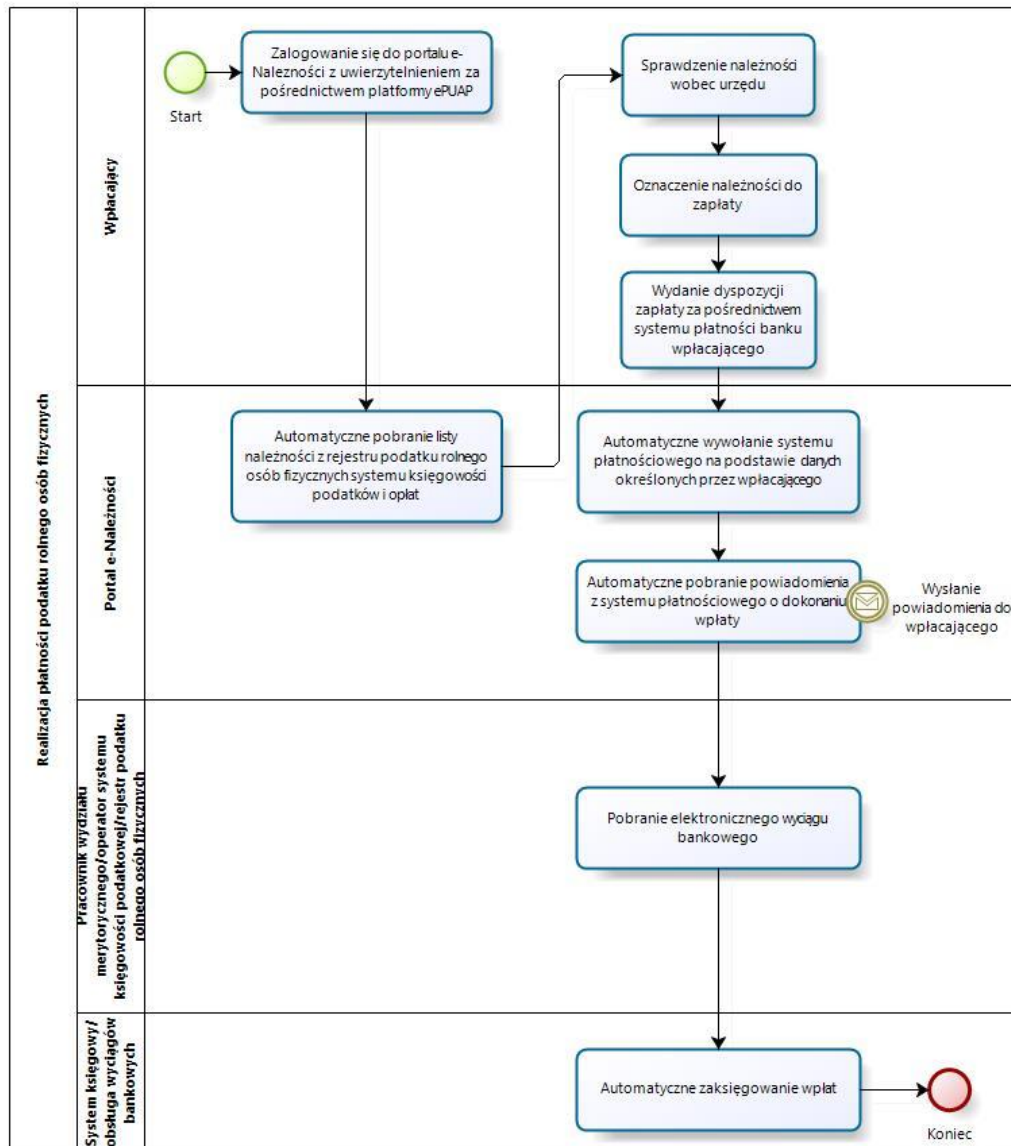 Realizacja płatności podatku rolnego osób fizycznych
Wpłacający
Start
Zalogowanie się do portalu e-
Nalezności z uwierzytelnieniem za
pośrednictwem platformy ePUAP
Sprawdzenie należności
wobec urzędu
Oznaczenie należności do
zapłaty
Wydanie dyspozycji
zapłaty za pośrednictwem
systemu płatności banku
wpłacającego
Portal e-Należności
Automatyczne pobranie listy
należności z rejestru podatku rolnego
osób fizycznych systemu księgowości
podatków i opłat
Automatyczne wywołanie systemu
płatnościowego na podstawie danych
określonych przez wpłacającego
Automatyczne pobranie powiadomienia
z systemu płatnościowego o dokonaniu
wpłaty
Wysłanie
powiadomienia do
wpłacającego
Pracownik wydziału
merytorycznego/operator systemu
księgowości podatkowej/rejestr podatku
rolnego osób fizycznych
Pobranie elektronicznego wyciągu
bankowego
System księgowy/
obsługa wyciągów
bankowych
Automatyczne zaksięgowanie wpłat
Koniec